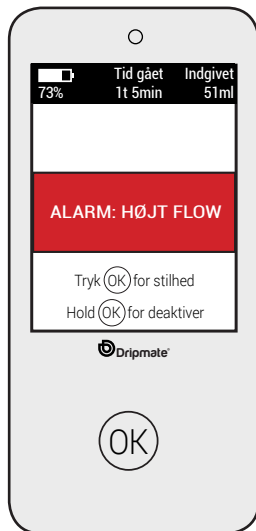 Tid gået Indgivet
73% 1t 5min 51ml
ALARM: HØJT FLOW
Tryk OK for stilhed
Hold OK for deaktiver
Dripmate®
OK